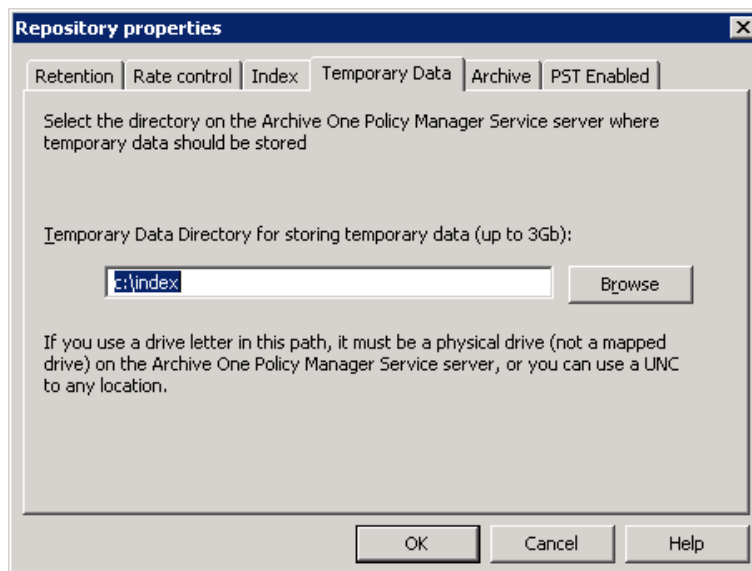 Repository properties
Retention Rate control Index Temporary Data Archive PST Enabled
Select the directory on the Archive One Policy Manager Service server where
temporary data should be stored
Temporary Data Directory for storing temporary data (up to 3Gb):
c:\index Browse
If you use a drive letter in this path, it must be a physical drive (not a mapped
drive) on the Archive One Policy Manager Service server, or you can use a UNC
to any location.
OK Cancel Help